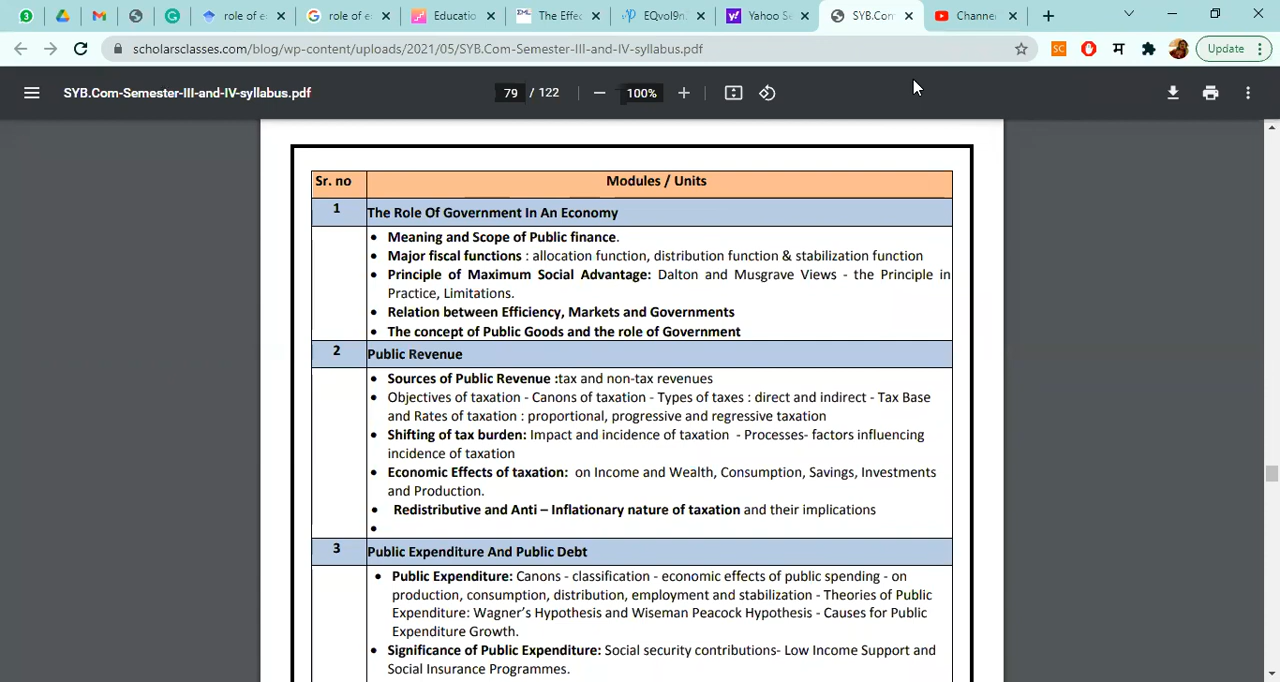 role of e
role of e
Educatio
The Effec
EQvol9n
Yahoo S
SYB.Com
Channel
scholarsclasses.com/blog/wp-content/uploads/2021/05/SYB.Com-Semester-III-and-IV-syllabus.pdf
Update
SYB.Com-Semester-III-and-IV-syllabus.pdf
79 / 122
100%
Sr. no Modules / Units
1 The Role Of Government In An Economy
• Meaning and Scope of Public finance.
• Major fiscal functions : allocation function, distribution function & stabilization function
• Principle of Maximum Social Advantage: Dalton and Musgrave Views - the Principle in
Practice, Limitations.
• Relation between Efficiency, Markets and Governments
• The concept of Public Goods and the role of Government
2 Public Revenue
• Sources of Public Revenue :tax and non-tax revenues
• Objectives of taxation - Canons of taxation - Types of taxes : direct and indirect - Tax Base
and Rates of taxation : proportional, progressive and regressive taxation
• Shifting of tax burden: Impact and incidence of taxation - Processes- factors influencing
incidence of taxation
• Economic Effects of taxation: on Income and Wealth, Consumption, Savings, Investments
and Production.
• Redistributive and Anti – Inflationary nature of taxation and their implications
•
3 Public Expenditure And Public Debt
• Public Expenditure: Canons - classification - economic effects of public spending - on
production, consumption, distribution, employment and stabilization - Theories of Public
Expenditure: Wagner's Hypothesis and Wiseman Peacock Hypothesis - Causes for Public
Expenditure Growth.
• Significance of Public Expenditure: Social security contributions- Low Income Support and
Social Insurance Programmes.